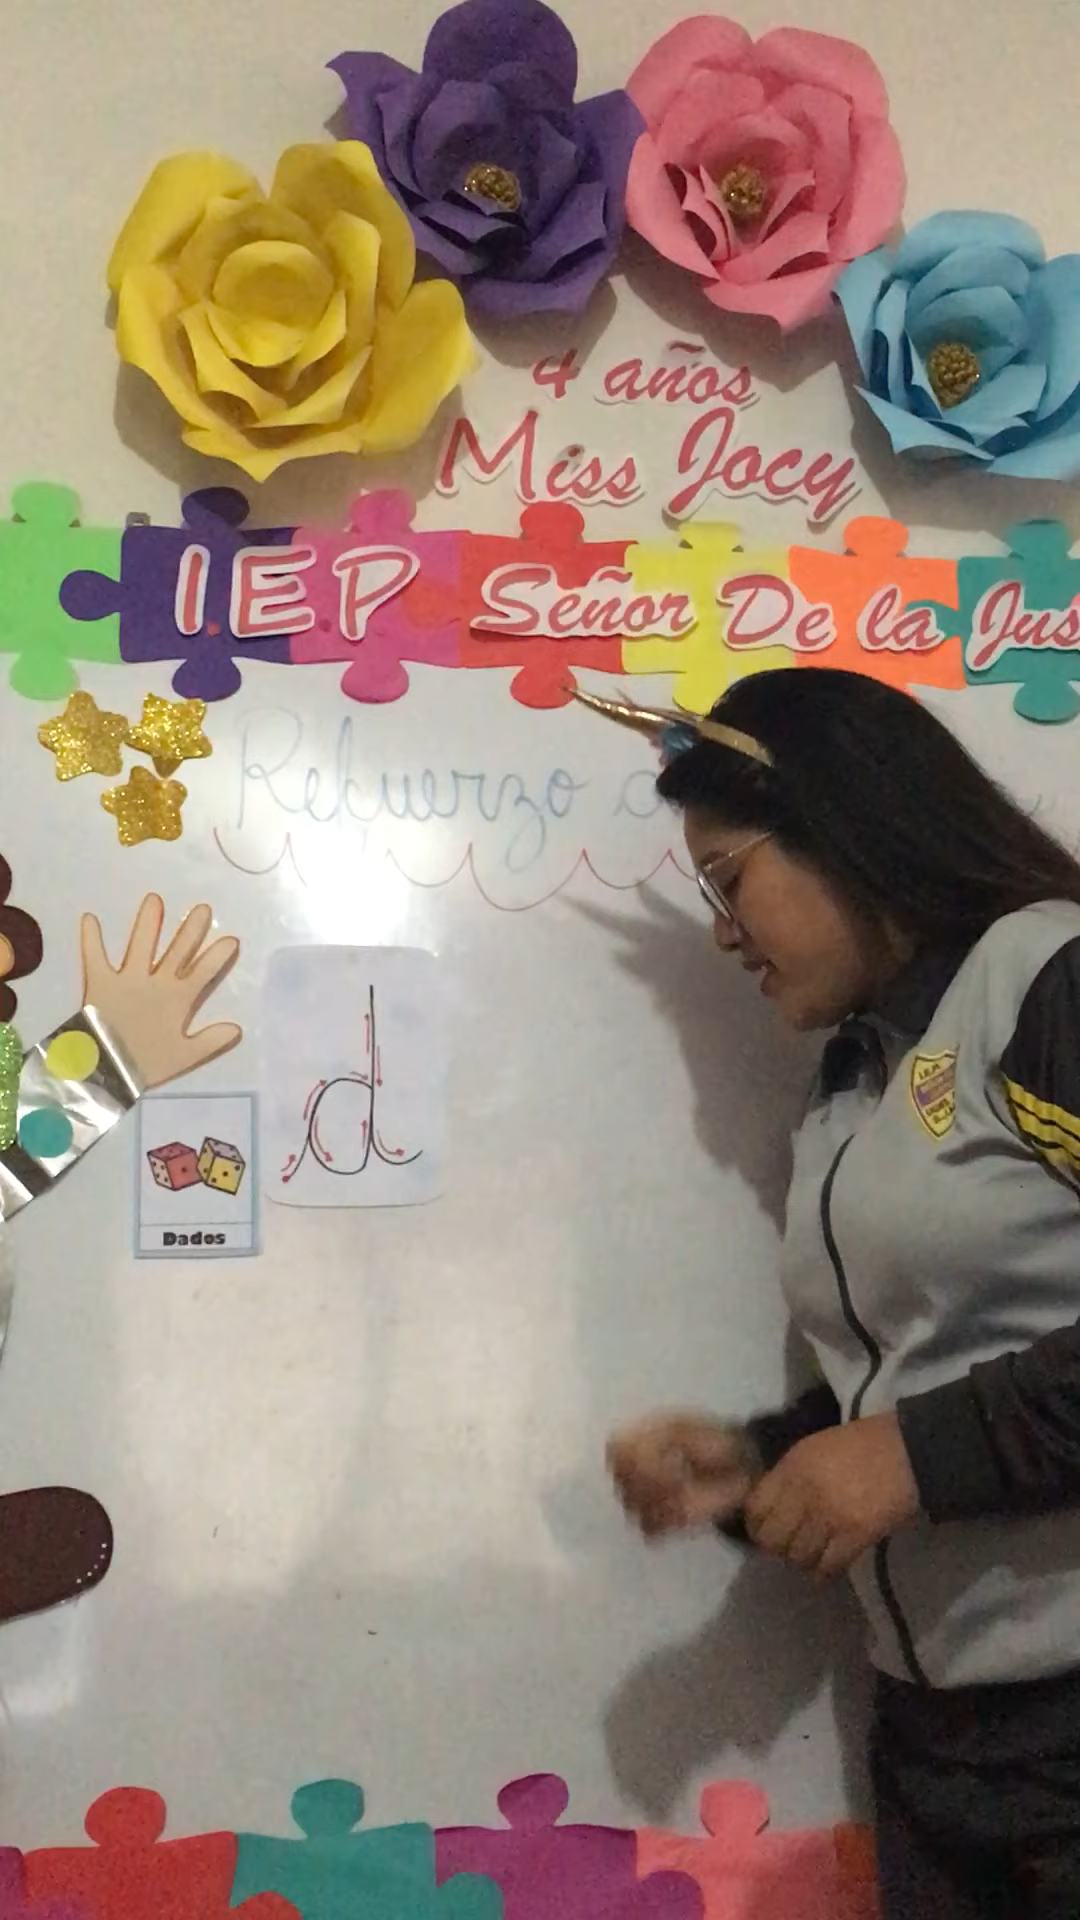 4 años
Miss Jocy
I.E.P Señor De la Jus
Refuerzo
d
Dados